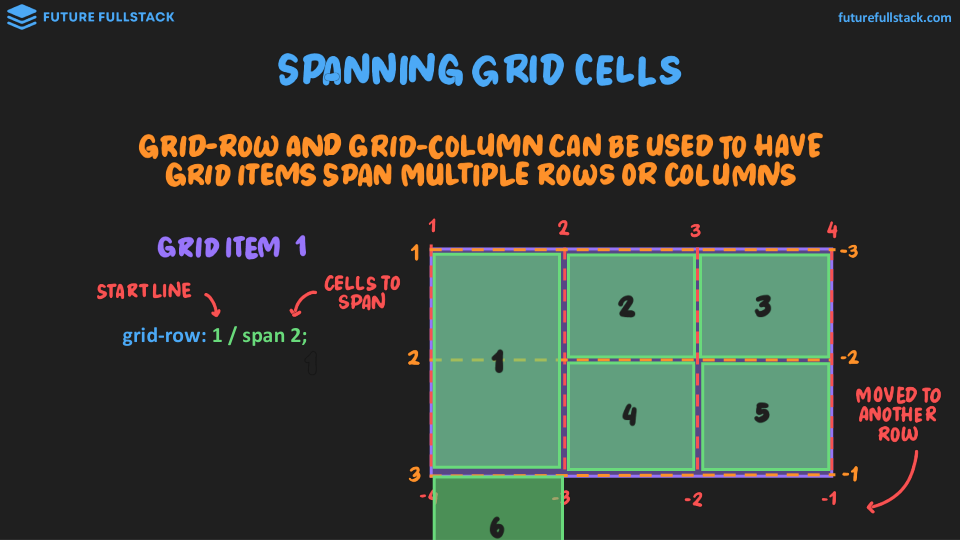 FUTURE FULLSTACK
futurefullstack.com
SPANNING GRID CELLS
GRID-ROW AND GRID-COLUMN CAN BE USED TO HAVE
GRID ITEMS SPAN MULTIPLE ROWS OR COLUMNS
GRID ITEM 1
START LINE
CELLS TO
SPAN
grid-row: 1 / span 2;
1
1 2 3 4
1 -3
2 3
1
2 -2
4 5
MOVED TO
ANOTHER
ROW
3 -1
-4 -3 -2 -1
6